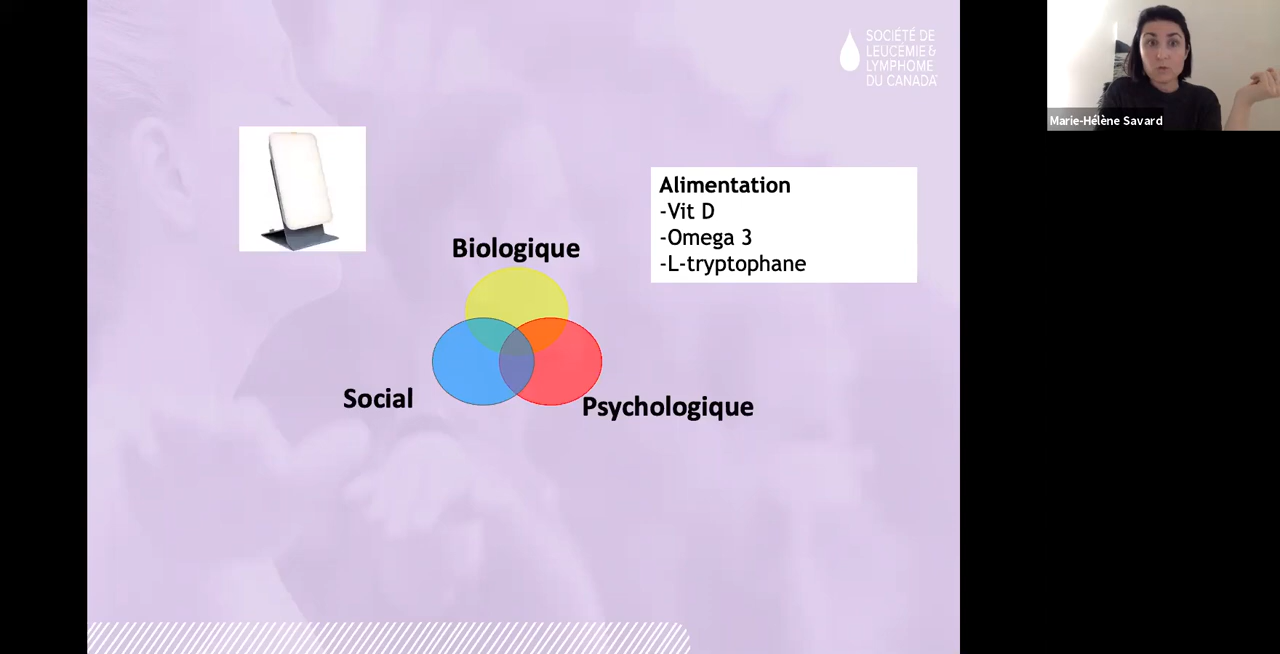 SOCIÉTÉ DE
LEUCÉMIE &
LYMPHOME
DU CANADA
Marie-Hélène Savard
Alimentation
-Vit D
-Omega 3
-L-tryptophane
Biologique
Social
Psychologique